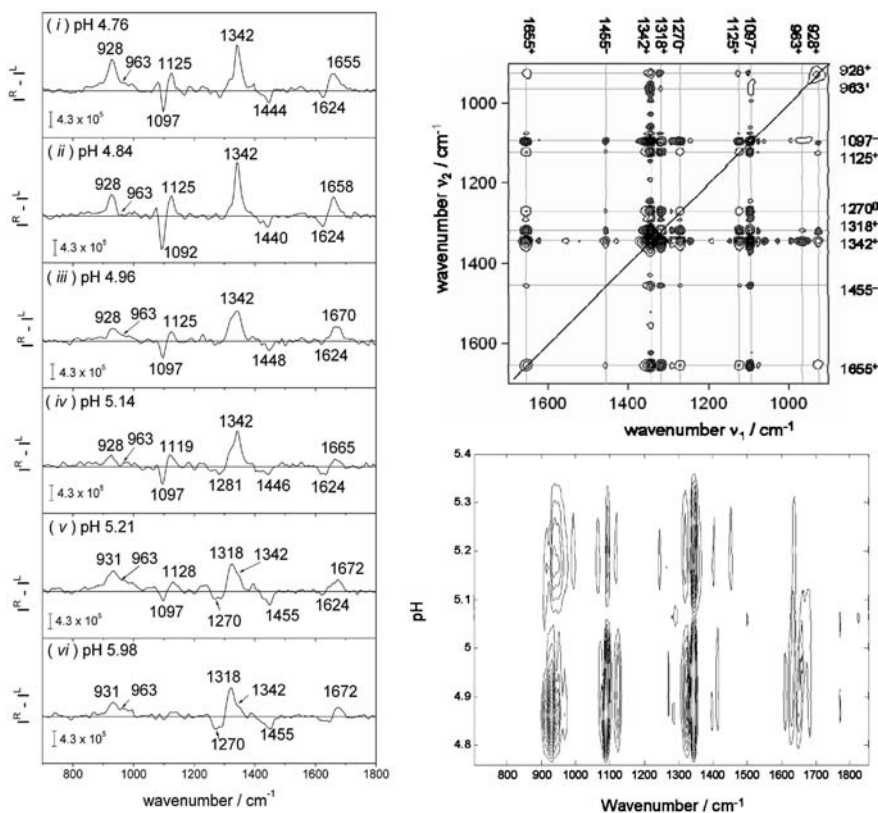 (i) pH 4.76
928
963
1125
1342
1655
1097
1444
1624
4.3 x 10⁵
I^R - I^L
(ii) pH 4.84
928
963
1125
1342
1658
1092
1440
1624
4.3 x 10⁵
I^R - I^L
(iii) pH 4.96
928
963
1125
1342
1670
1097
1448
1624
4.3 x 10⁵
I^R - I^L
(iv) pH 5.14
928
963
1119
1342
1665
1097
1281
1446
1624
4.3 x 10⁵
I^R - I^L
(v) pH 5.21
931
963
1128
1318
1342
1672
1097
1270
1455
1624
4.3 x 10⁵
I^R - I^L
(vi) pH 5.98
931
963
1318
1342
1672
1270
1455
4.3 x 10⁵
I^R - I^L
800 1000 1200 1400 1600 1800
wavenumber / cm⁻¹
1655⁺ 1455⁻ 1342⁺ 1318⁺ 1270⁻ 1125⁺ 1097⁻ 963⁺ 928⁺
928⁺
963⁺
1097⁻
1125⁺
1270⁰
1318⁺
1342⁺
1455⁻
1655⁺
1000
1200
1400
1600
wavenumber ν₂ / cm⁻¹
1600 1400 1200 1000
wavenumber ν₁ / cm⁻¹
5.4
5.3
5.2
5.1
5
4.9
4.8
pH
800 900 1000 1100 1200 1300 1400 1500 1600 1700 1800
Wavenumber / cm⁻¹